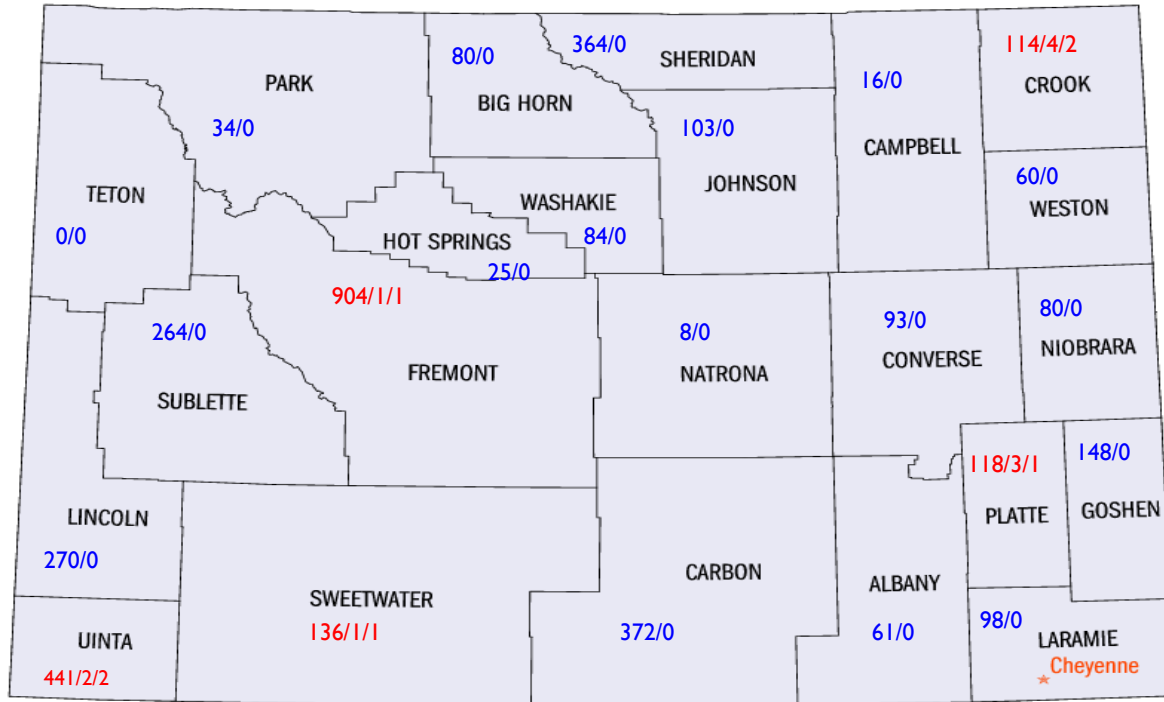 80/0
364/0
SHERIDAN
114/4/2
PARK
BIG HORN
16/0
CROOK
34/0
103/0
CAMPBELL
TETON
WASHAKIE
JOHNSON
60/0
WESTON
0/0
HOT SPRINGS
84/0
25/0
904/1/1
264/0
8/0
93/0
80/0
FREMONT
NATRONA
CONVERSE
NIOBRARA
SUBLETTE
118/3/1
148/0
LINCOLN
PLATTE
GOSHEN
270/0
CARBON
ALBANY
SWEETWATER
136/1/1
372/0
61/0
98/0
UINTA
LARAMIE
441/2/2
Cheyenne